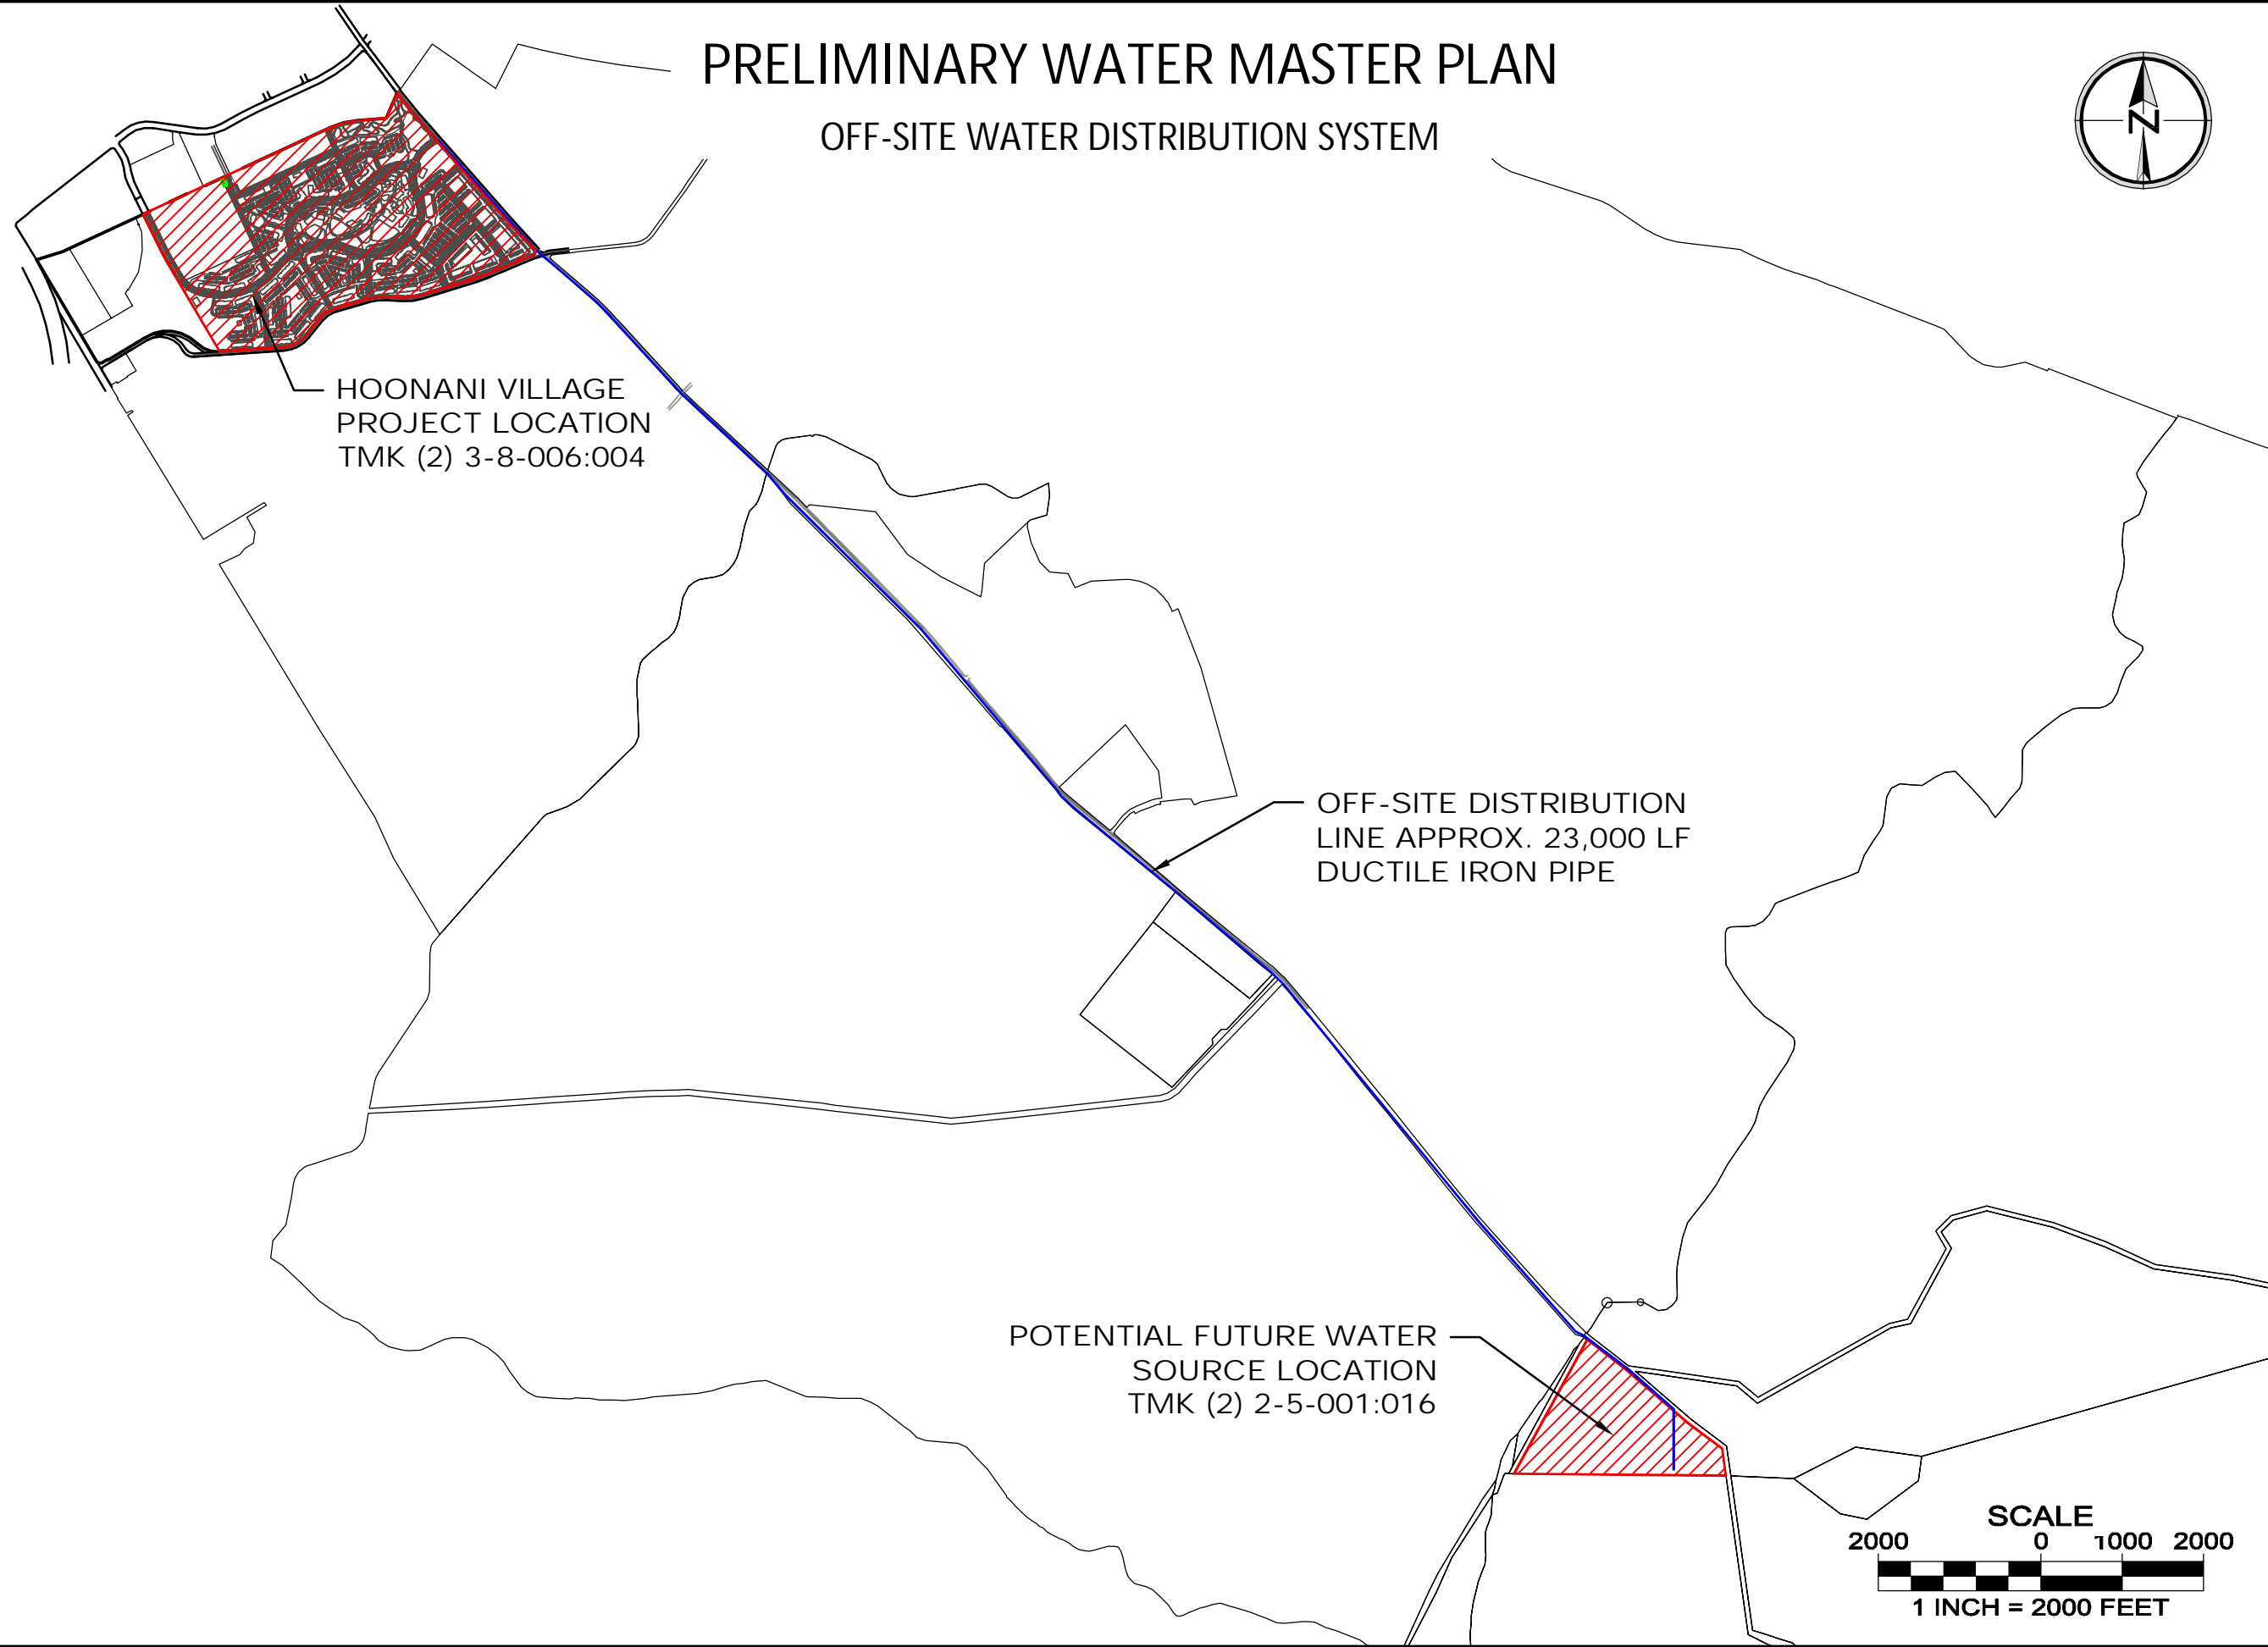 PRELIMINARY WATER MASTER PLAN
OFF-SITE WATER DISTRIBUTION SYSTEM
N
HOONANI VILLAGE
PROJECT LOCATION
TMK (2) 3-8-006:004
OFF-SITE DISTRIBUTION
LINE APPROX. 23,000 LF
DUCTILE IRON PIPE
POTENTIAL FUTURE WATER
SOURCE LOCATION
TMK (2) 2-5-001:016
SCALE
2000 0 1000 2000
1 INCH = 2000 FEET